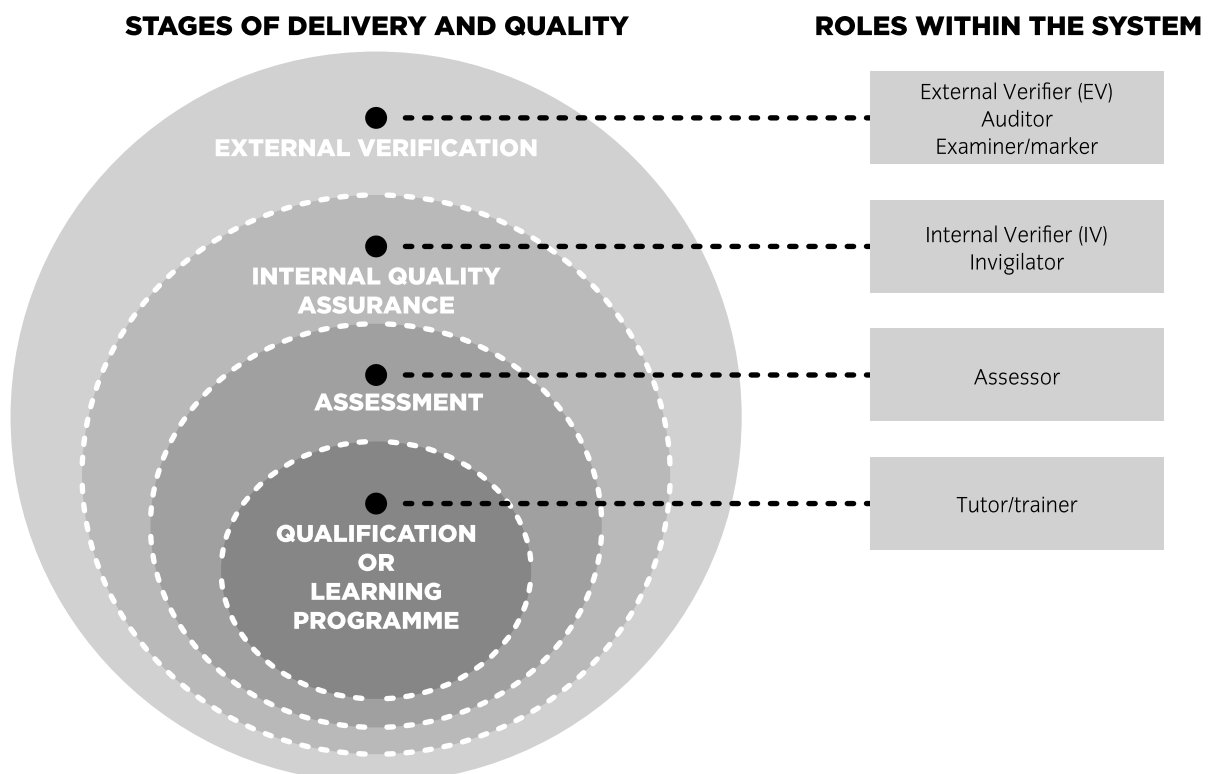 STAGES OF DELIVERY AND QUALITY
EXTERNAL VERIFICATION
INTERNAL QUALITY
ASSURANCE
ASSESSMENT
QUALIFICATION
OR
LEARNING
PROGRAMME
ROLES WITHIN THE SYSTEM
External Verifier (EV)
Auditor
Examiner/marker
Internal Verifier (IV)
Invigilator
Assessor
Tutor/trainer